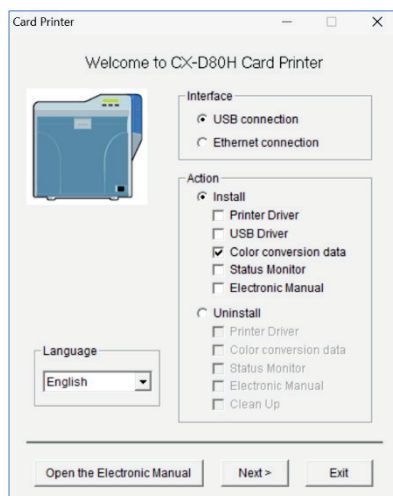 Card Printer
Welcome to CX-D80H Card Printer
Interface
USB connection
Ethernet connection
Action
Install
Printer Driver
USB Driver
Color conversion data
Status Monitor
Electronic Manual
Uninstall
Printer Driver
Color conversion data
Status Monitor
Electronic Manual
Clean Up
Language
English
Open the Electronic Manual
Next >
Exit